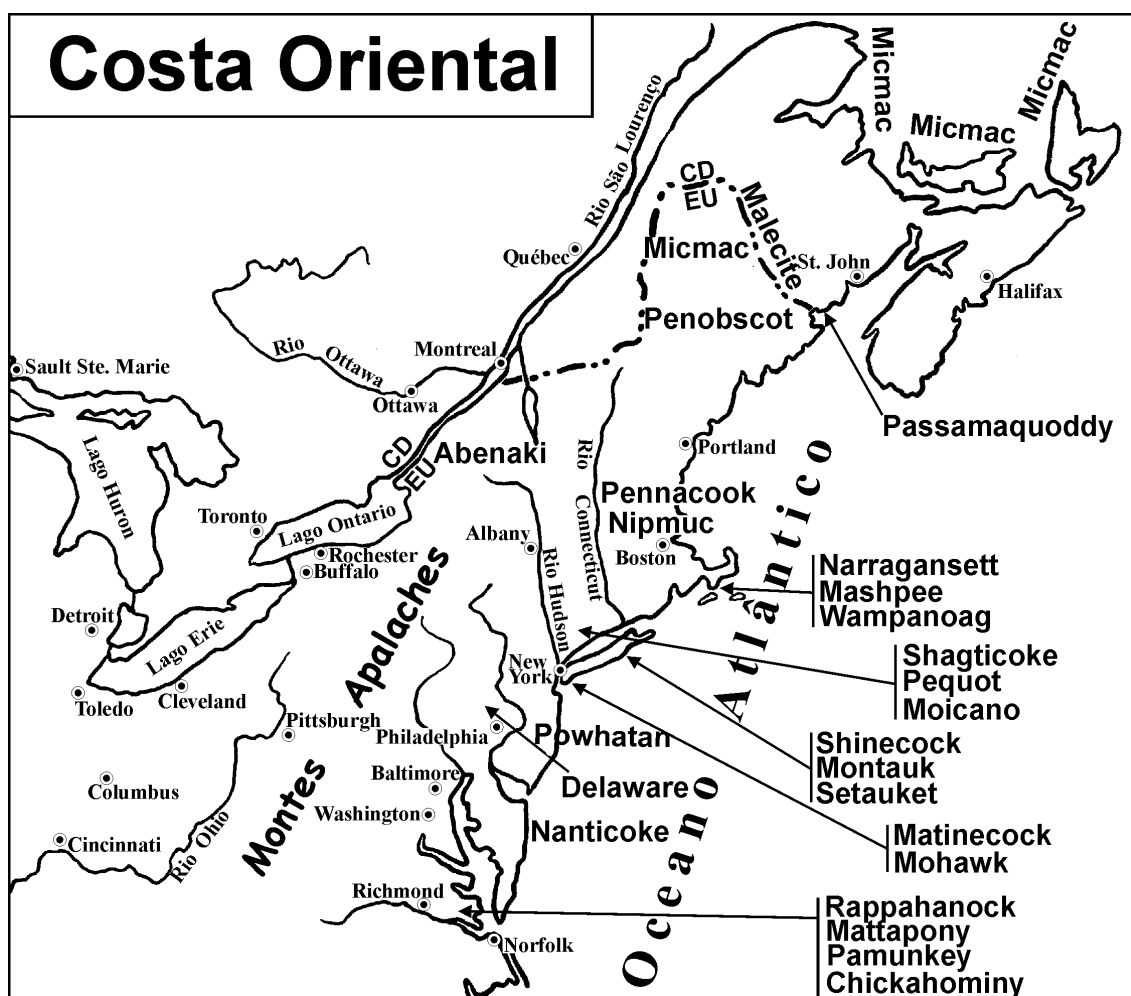 Costa Oriental
Micmac
Micmac
Micmac
Rio São Lourenço
CD
EU
Malecite
Micmac
Québec
St. John
Halifax
Penobscot
Rio Ottawa
Montreal
Sault Ste. Marie
Ottawa
Passamaquoddy
CD
EU
Abenaki
Portland
Lago Huron
Rio Connecticut
Pennacook
Nipmuc
Toronto
Lago Ontario
Albany
Boston
Rochester
Buffalo
Rio Hudson
Narragansett
Mashpee
Wampanoag
Detroit
Lago Erie
Montes Apalaches
New
York
Shagticoke
Pequot
Moicano
Toledo
Cleveland
Pittsburgh
Philadelphia
Powhatan
Shinecock
Montauk
Setauket
Baltimore
Delaware
Columbus
Washington
Nanticoke
Oceano Atlântico
Matinecock
Mohawk
Cincinnati
Rio Ohio
Richmond
Norfolk
Rappahanock
Mattapony
Pamunkey
Chickahominy